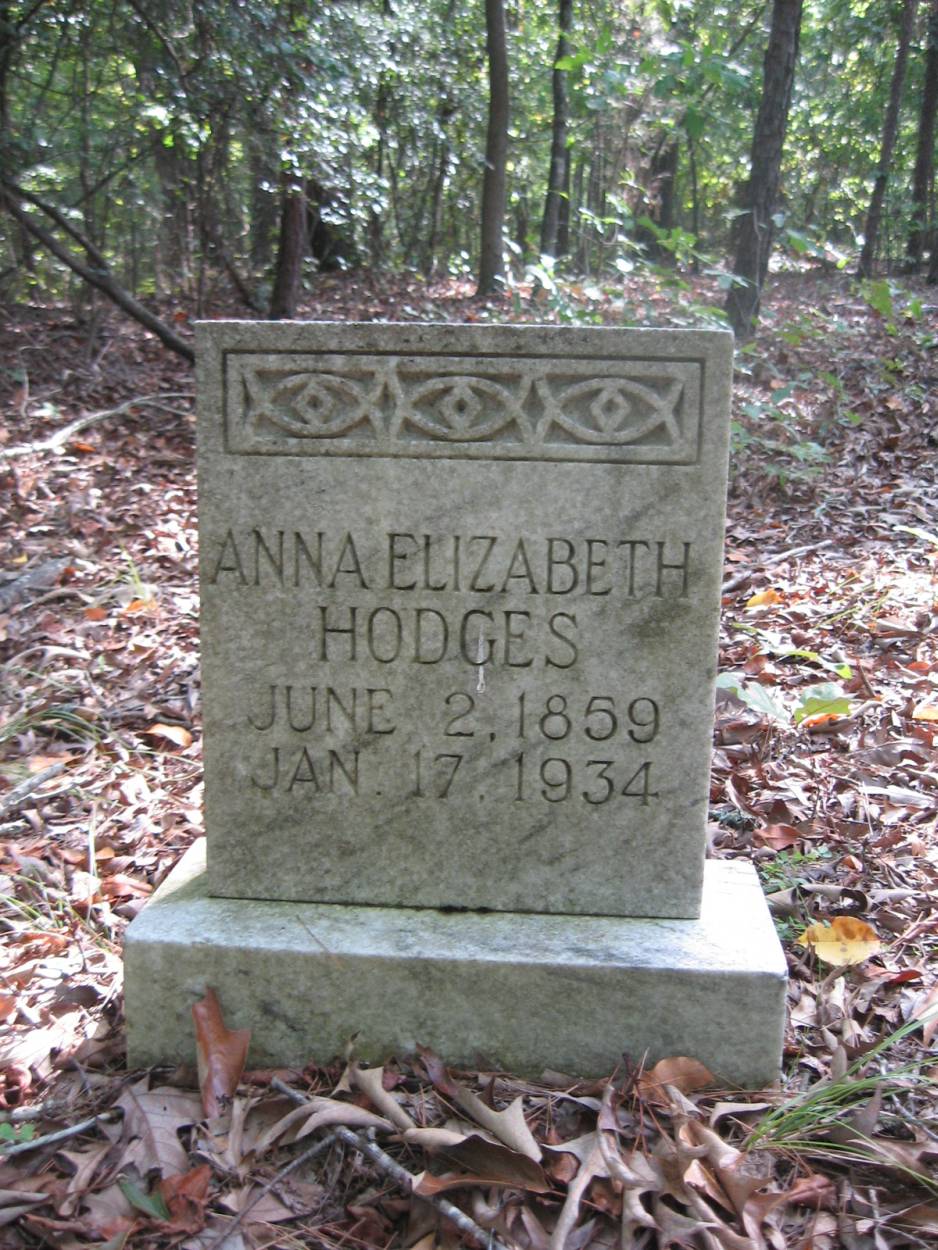 ANNA ELIZABETH
HODGES
JUNE 2, 1859
JAN. 17, 1934